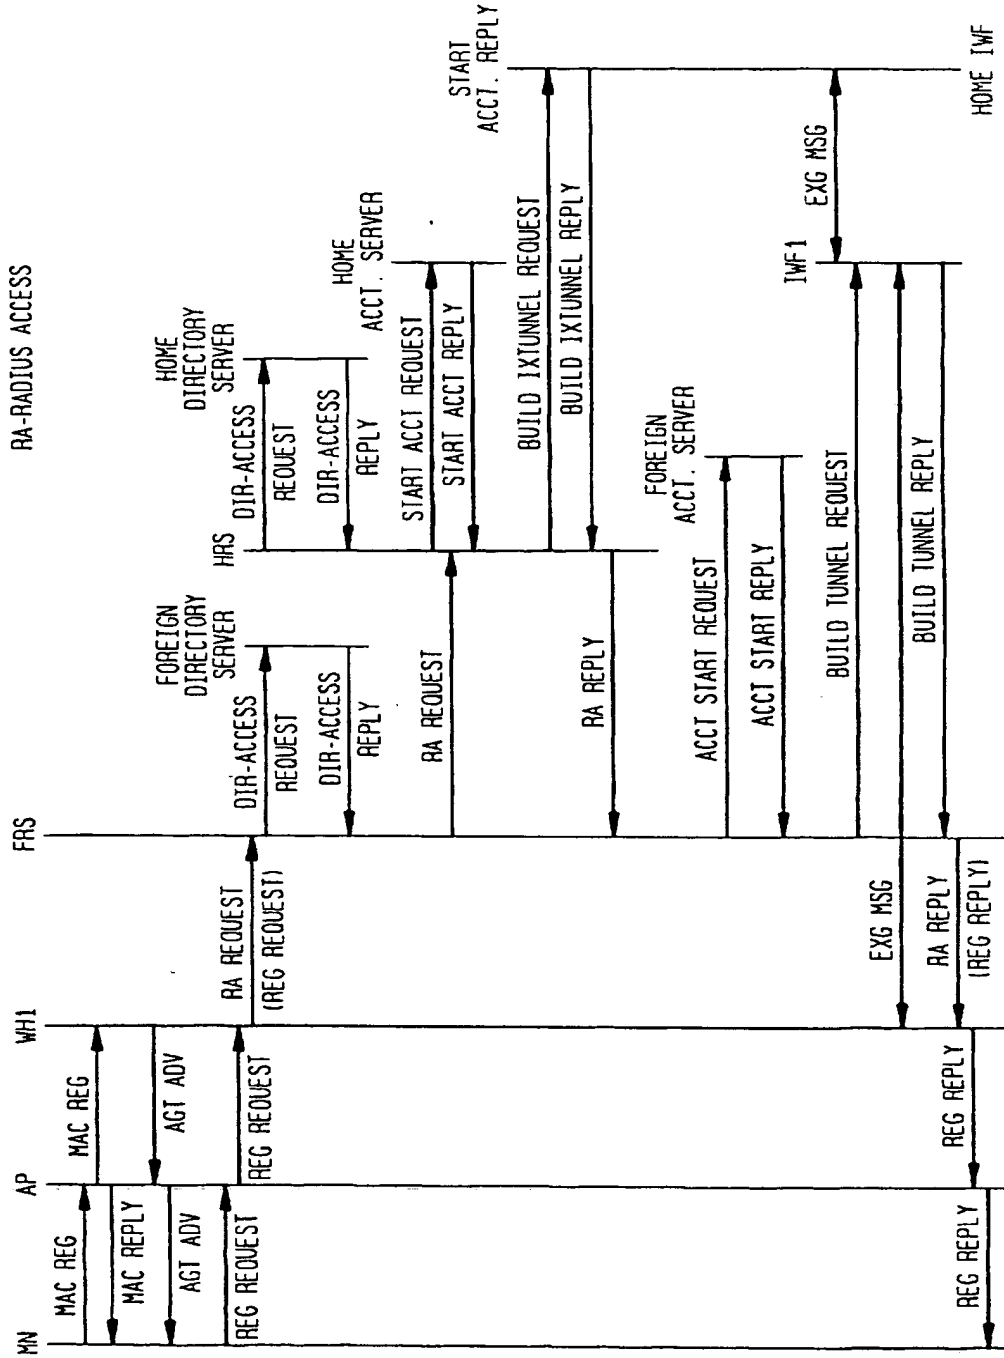 RA-RADIUS ACCESS
MN
AP
WH1
FRS
MAC REG
MAC REG
MAC REPLY
AGT ADV
AGT ADV
REG REQUEST
REG REQUEST
RA REQUEST
(REG REQUEST)
FOREIGN
DIRECTORY
SERVER
DIR-ACCESS
REQUEST
DIR-ACCESS
REPLY
HRS
HOME
DIRECTORY
SERVER
DIR-ACCESS
REQUEST
DIR-ACCESS
REPLY
RA REQUEST
HOME
ACCT. SERVER
START ACCT REQUEST
START ACCT REPLY
START
ACCT. REPLY
BUILD IXTUNNEL REQUEST
BUILD IXTUNNEL REPLY
RA REPLY
FOREIGN
ACCT. SERVER
ACCT START REQUEST
ACCT START REPLY
IWF1
EXG MSG
BUILD TUNNEL REQUEST
EXG MSG
BUILD TUNNEL REPLY
RA REPLY
(REG REPLY)
REG REPLY
REG REPLY
HOME IWF